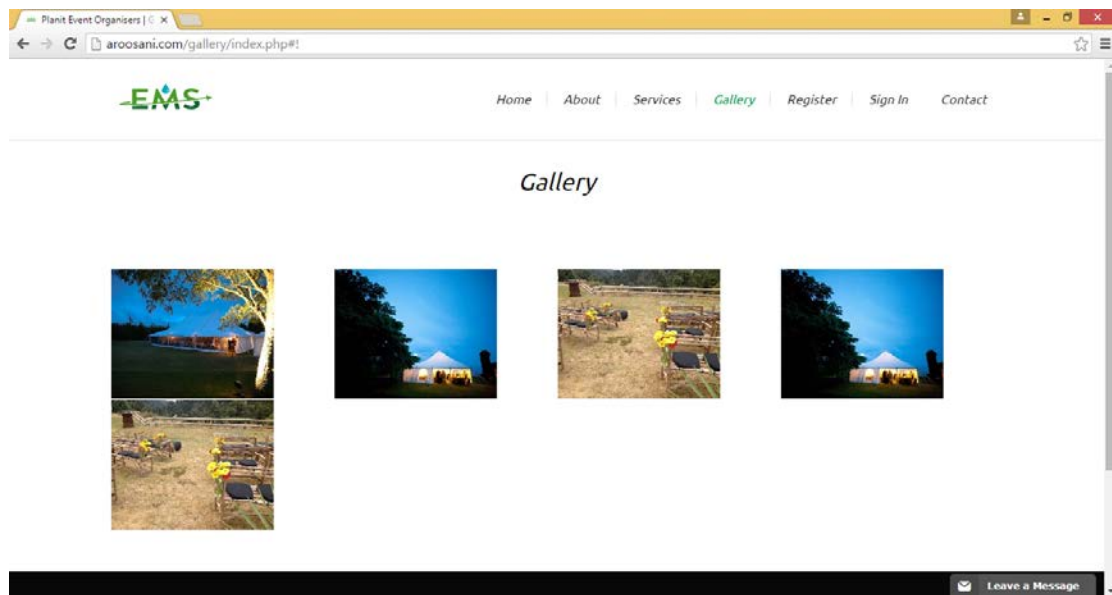 Planit Event Organisers | G
aroosani.com/gallery/index.php#!
EMS
Home About Services Gallery Register Sign In Contact
Gallery
Leave a Message